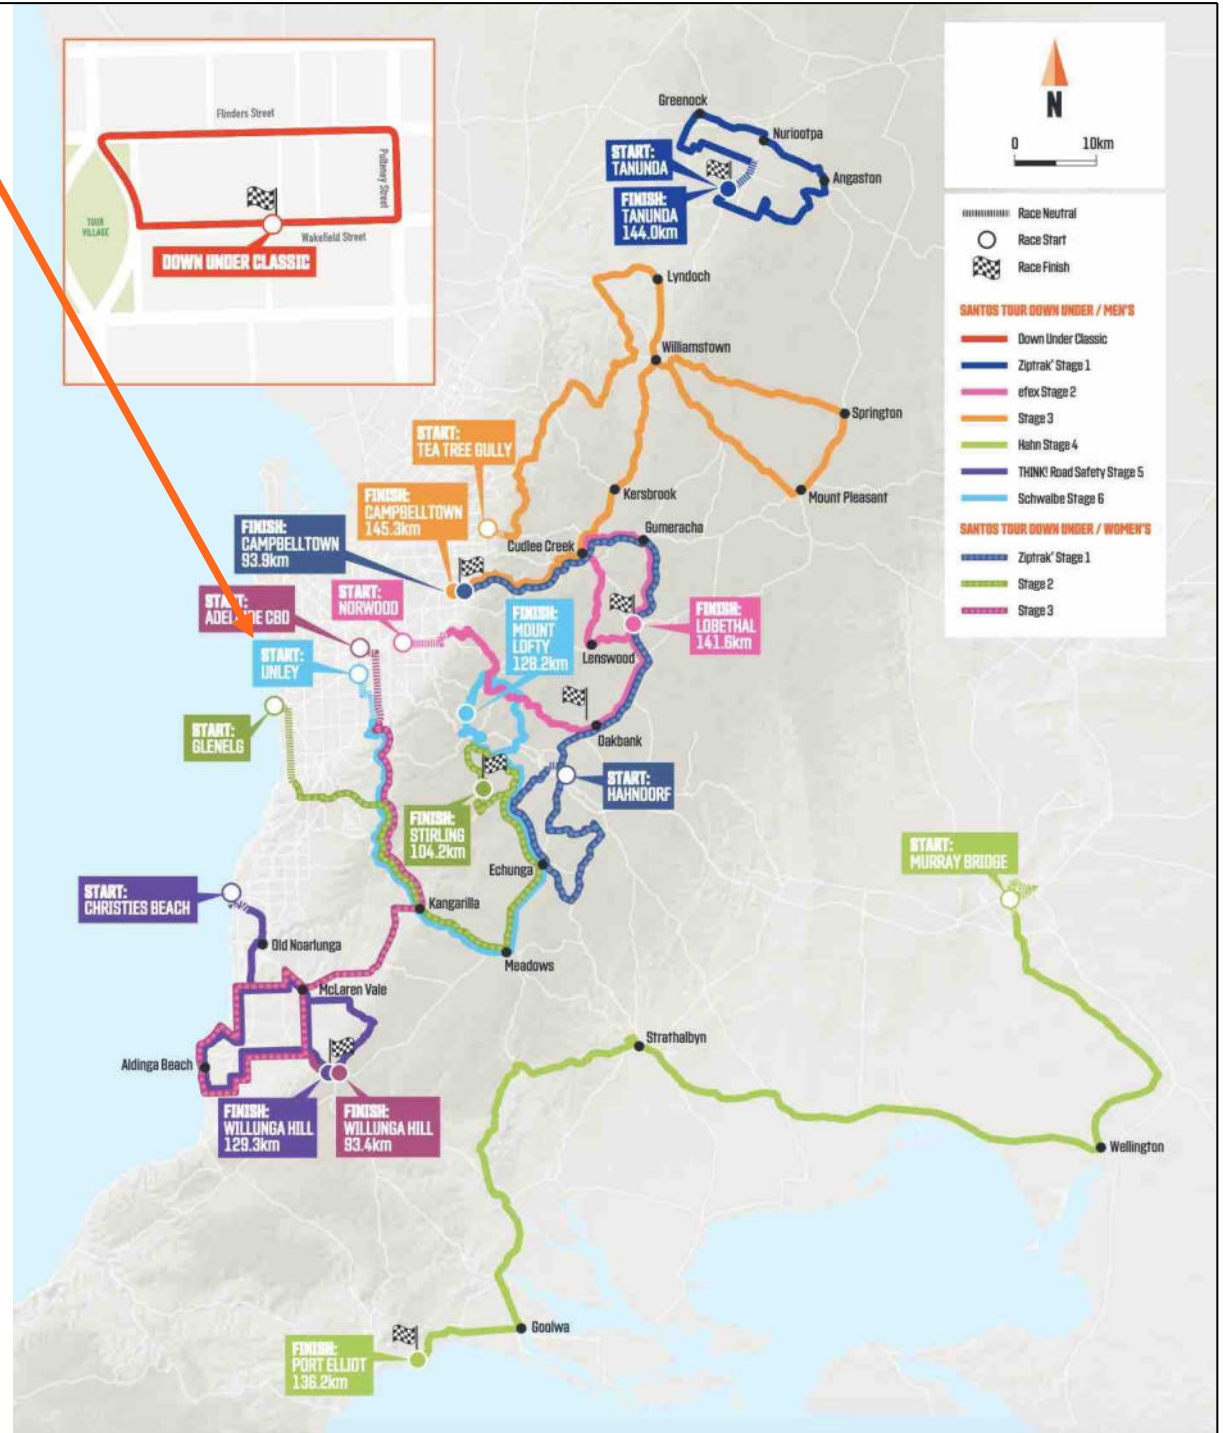 Flinders Street
Pulteney Street
TOUR
VILLAGE
Wakefield Street
DOWN UNDER CLASSIC
N
0 10km
Race Neutral
Race Start
Race Finish
SANTOS TOUR DOWN UNDER / MEN'S
Down Under Classic
Ziptrak® Stage 1
efex Stage 2
Stage 3
Hahn Stage 4
THINK! Road Safety Stage 5
Schwalbe Stage 6
SANTOS TOUR DOWN UNDER / WOMEN'S
Ziptrak® Stage 1
Stage 2
Stage 3
Greenock
Nuriootpa
START:
TANUNDA
Angaston
FINISH:
TANUNDA
144.0km
Lyndoch
Williamstown
Springton
START:
TEA TREE GULLY
Kersbrook
Mount Pleasant
FINISH:
CAMPBELLTOWN
145.3km
FINISH:
CAMPBELLTOWN
93.9km
Gumeracha
Cudlee Creek
START:
ADELAIDE CBD
START:
NORWOOD
FINISH:
MOUNT
LOFTY
128.2km
FINISH:
LOBETHAL
141.6km
Lenswood
START:
UNLEY
START:
GLENELG
Oakbank
START:
HAHNDORF
FINISH:
STIRLING
104.2km
Echunga
START:
MURRAY BRIDGE
START:
CHRISTIES BEACH
Kangarilla
Old Noarlunga
Meadows
McLaren Vale
Strathalbyn
Aldinga Beach
FINISH:
WILLUNGA HILL
129.3km
FINISH:
WILLUNGA HILL
93.4km
Wellington
Goolwa
FINISH:
PORT ELLIOT
136.2km